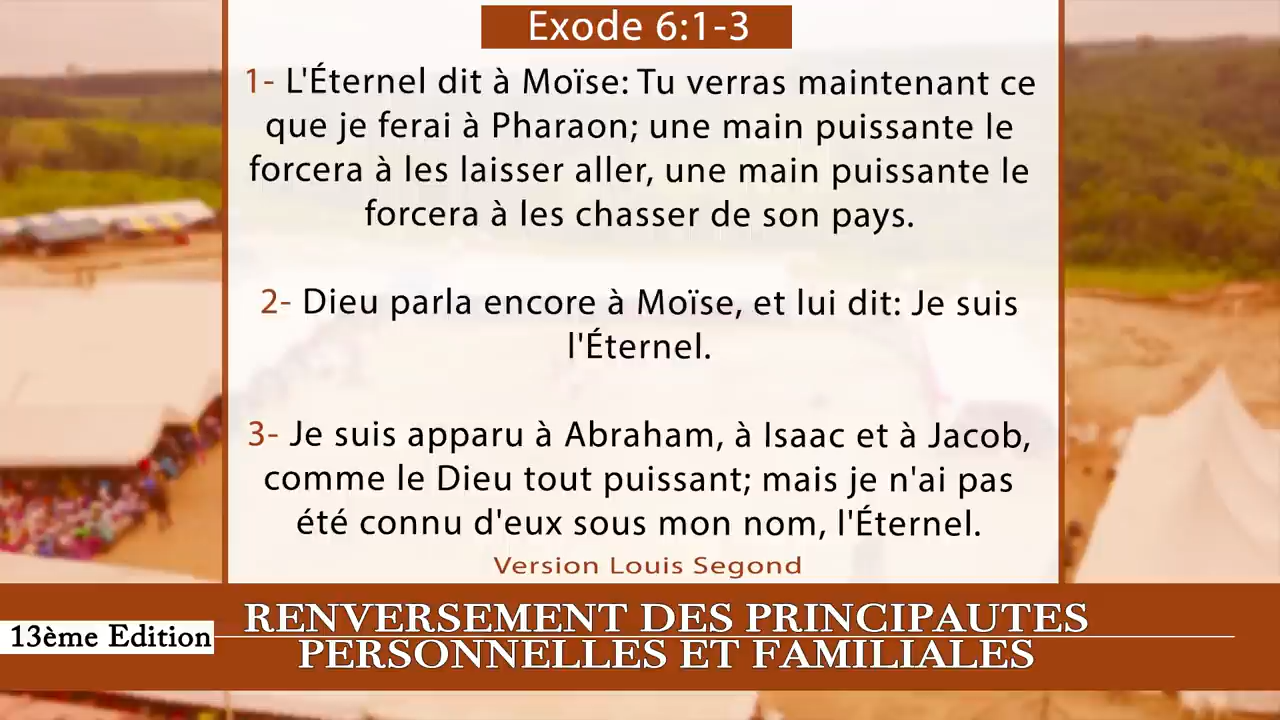 Exode 6:1-3
1- L'Éternel dit à Moïse: Tu verras maintenant ce
que je ferai à Pharaon; une main puissante le
forcera à les laisser aller, une main puissante le
forcera à les chasser de son pays.
2- Dieu parla encore à Moïse, et lui dit: Je suis
l'Éternel.
3- Je suis apparu à Abraham, à Isaac et à Jacob,
comme le Dieu tout puissant; mais je n'ai pas
été connu d'eux sous mon nom, l'Éternel.
Version Louis Segond
13ème Edition
RENVERSEMENT DES PRINCIPAUTES
PERSONNELLES ET FAMILIALES